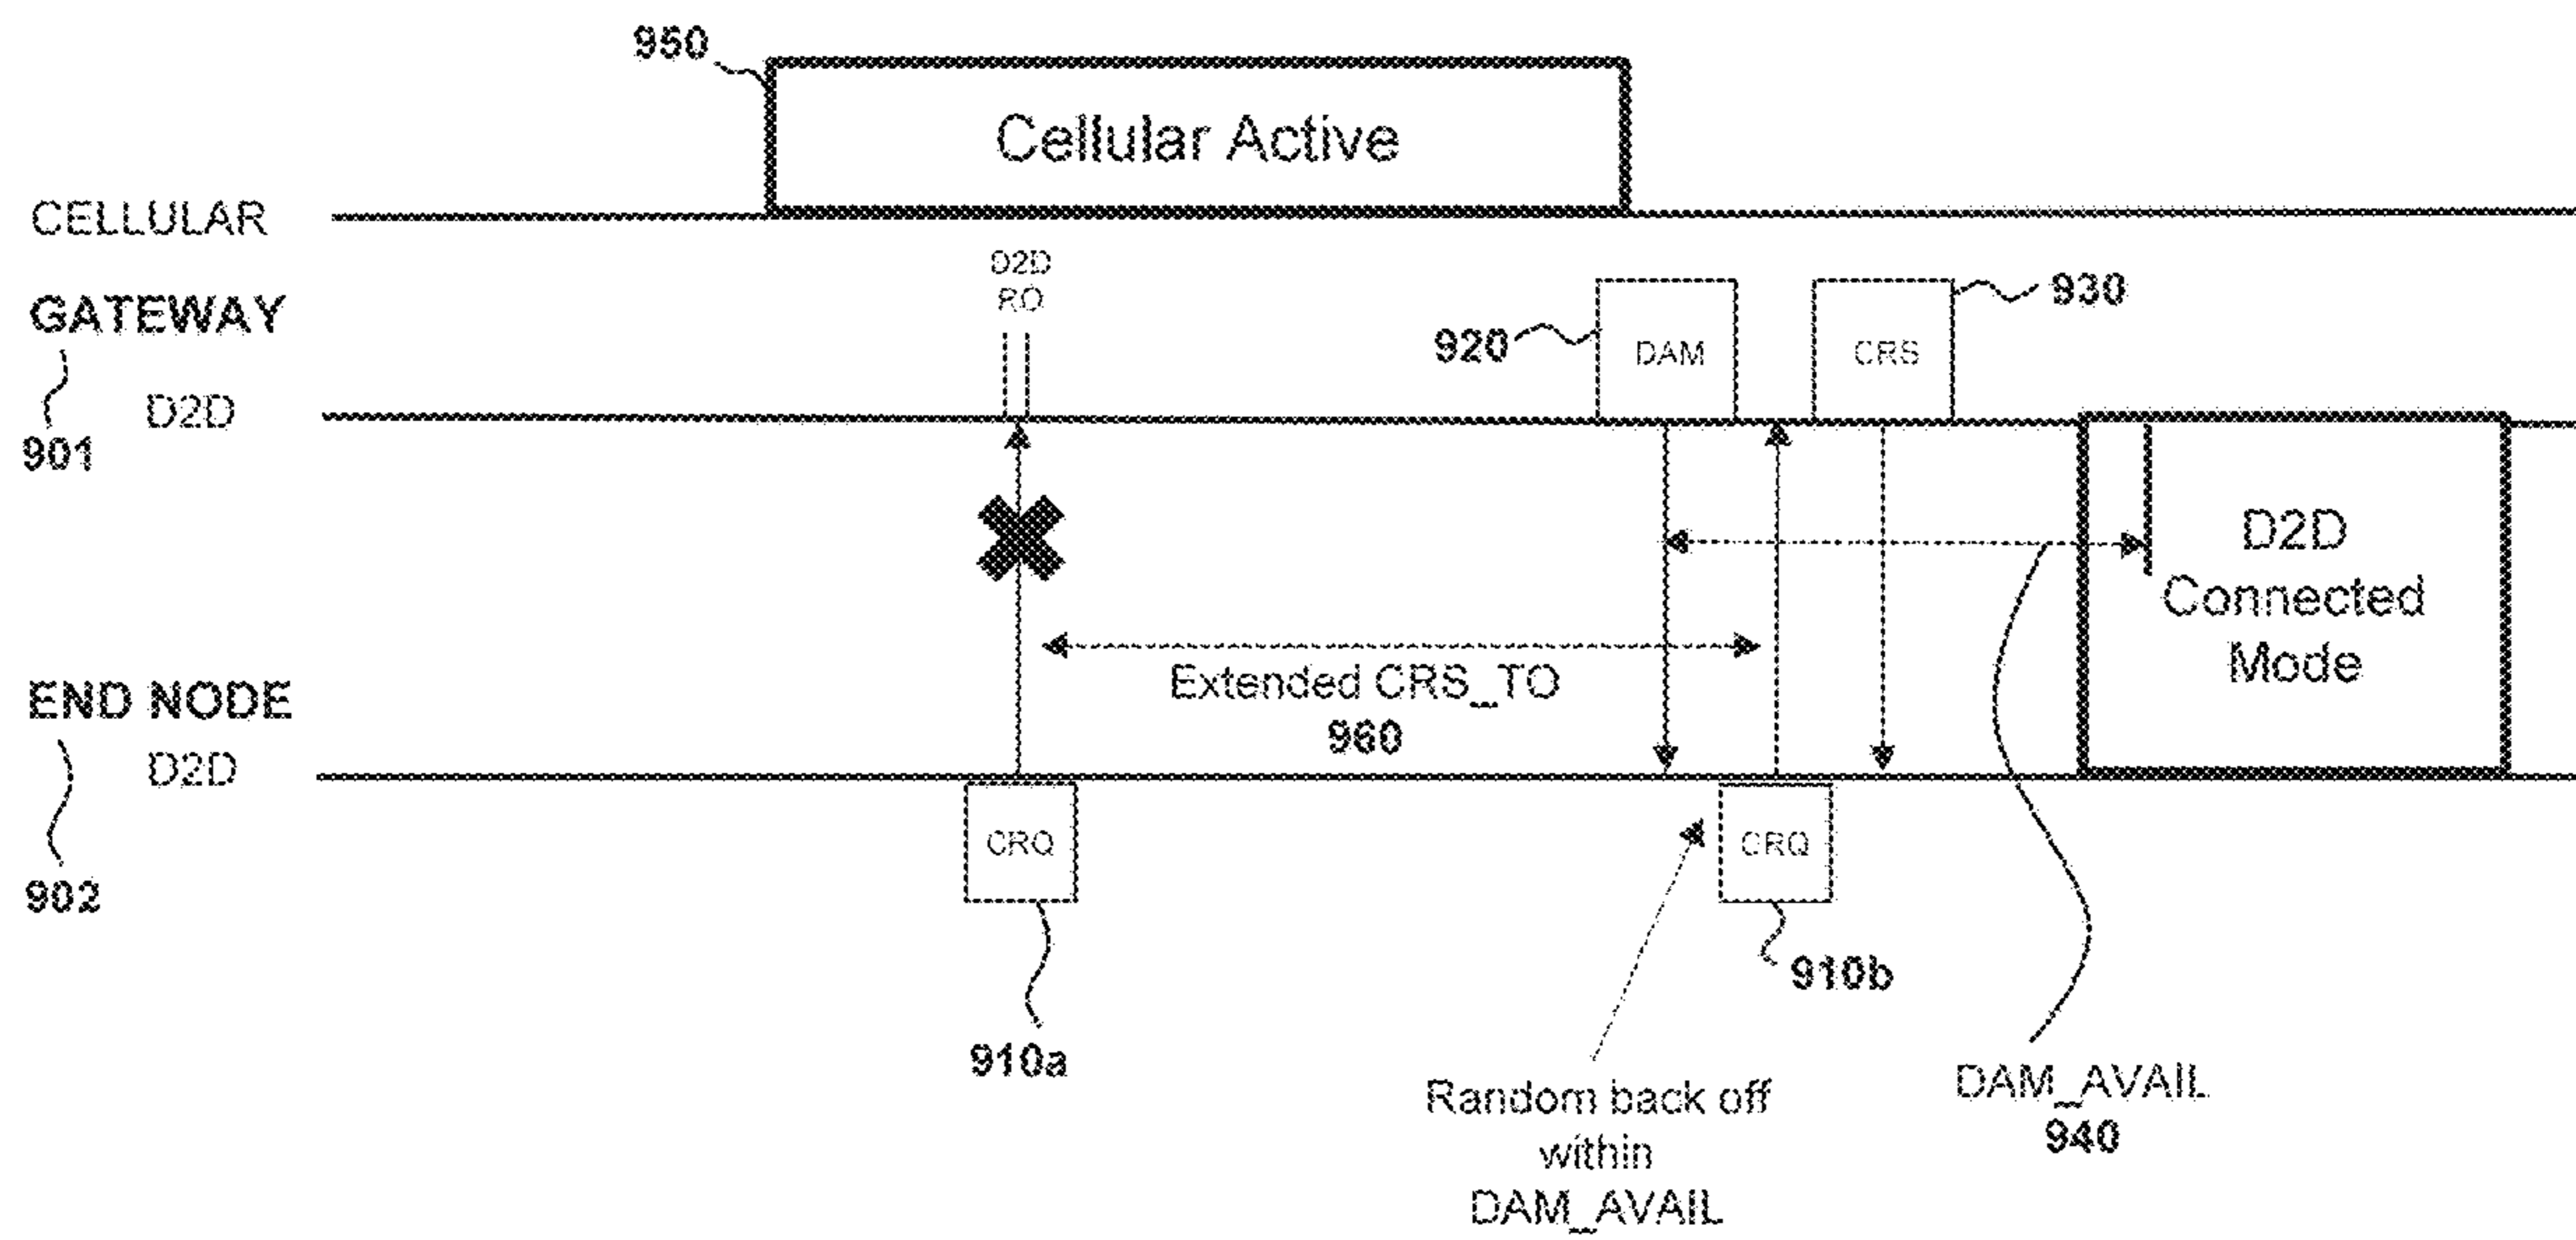 950
Cellular Active
CELLULAR
D2D
RO
GATEWAY
930
920
DAM
CRS
D2D
901
D2D
Connected
Mode
Extended CRS_TO
960
END NODE
D2D
CRQ
CRQ
902
910b
910a
Random back off
within
DAM_AVAIL
DAM_AVAIL
940